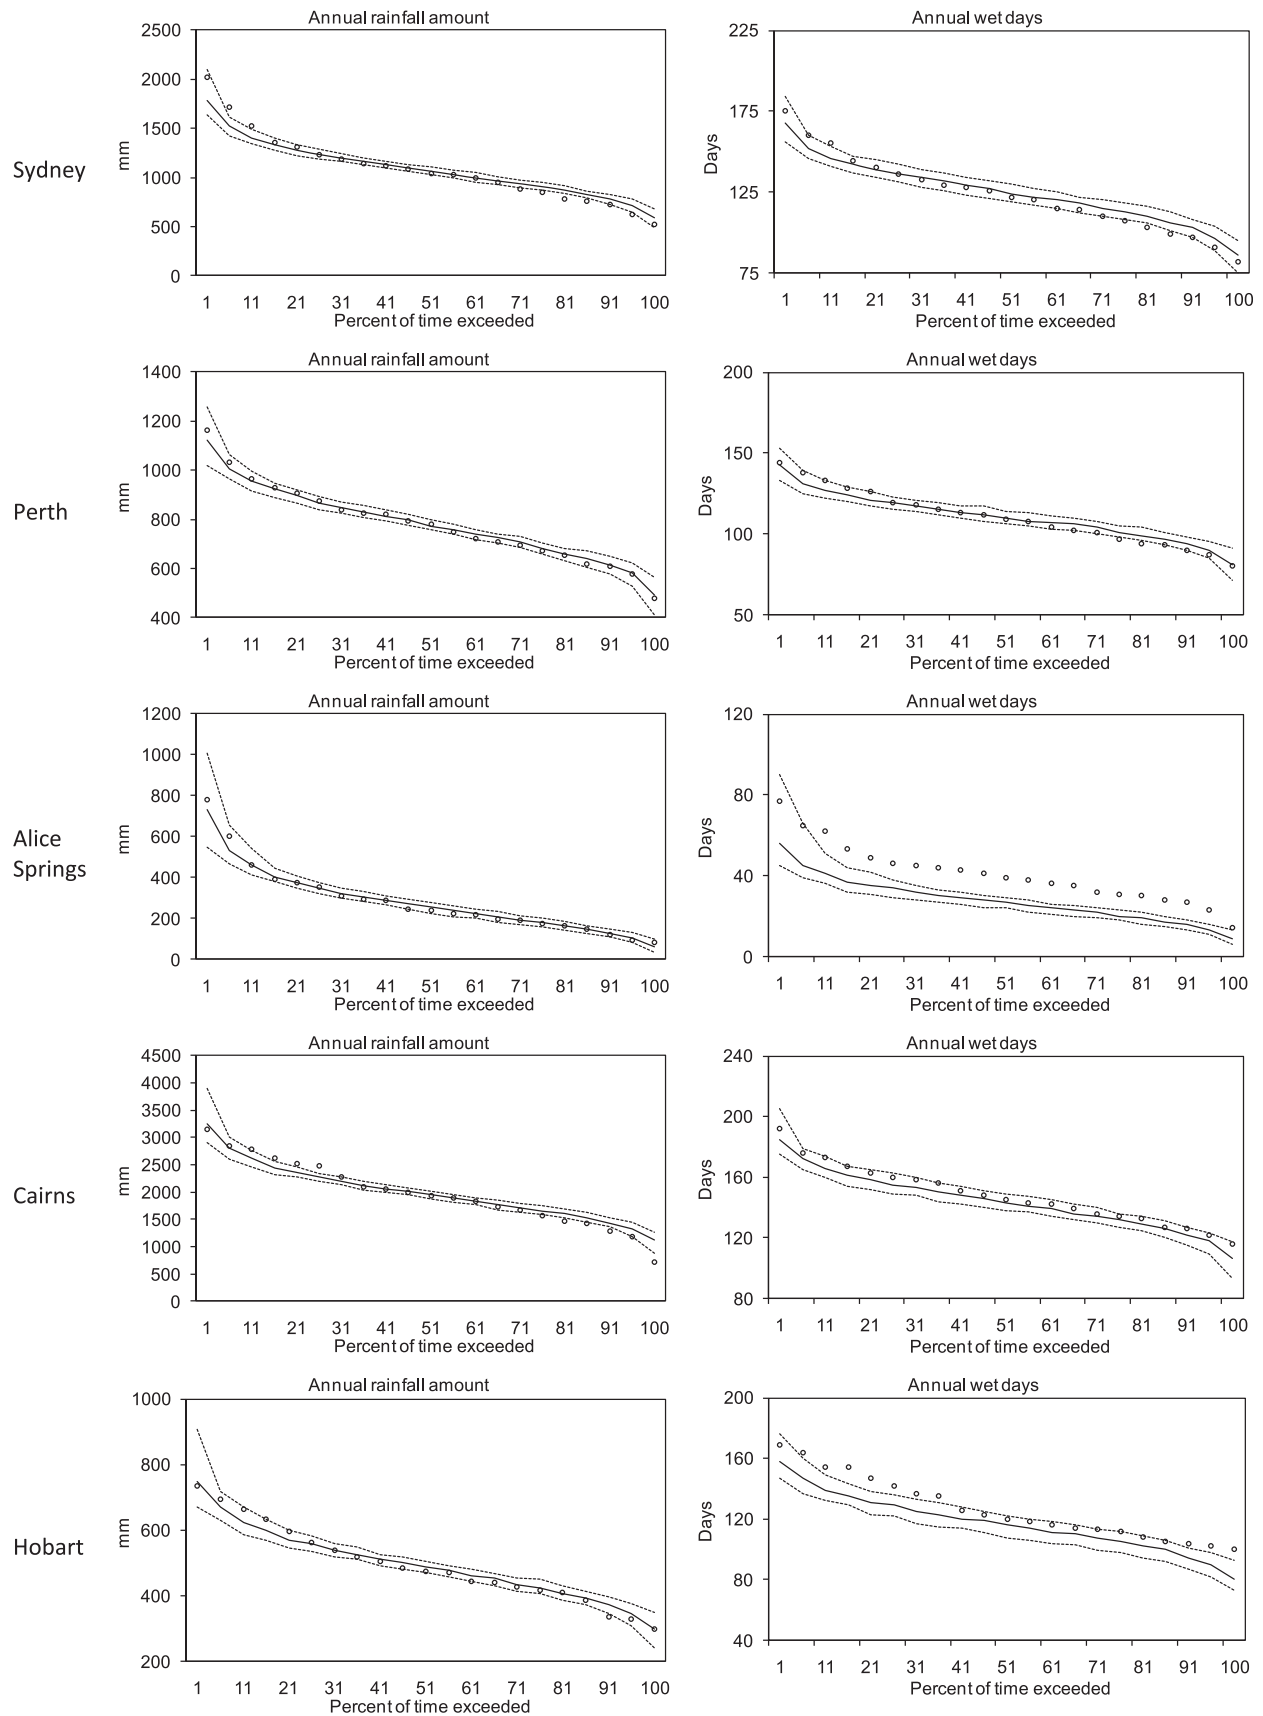 Annual rainfall amount
Annual wet days
Sydney
mm
2500
2000
1500
1000
500
0
1 11 21 31 41 51 61 71 81 91 100
Percent of time exceeded
Days
225
175
125
75
1 11 21 31 41 51 61 71 81 91 100
Percent of time exceeded
Annual rainfall amount
Annual wet days
Perth
mm
1400
1200
1000
800
600
400
1 11 21 31 41 51 61 71 81 91 100
Percent of time exceeded
Days
200
150
100
50
1 11 21 31 41 51 61 71 81 91 100
Percent of time exceeded
Annual rainfall amount
Annual wet days
Alice
Springs
mm
1200
1000
800
600
400
200
0
1 11 21 31 41 51 61 71 81 91 100
Percent of time exceeded
Days
120
80
40
0
1 11 21 31 41 51 61 71 81 91 100
Percent of time exceeded
Annual rainfall amount
Annual wet days
Cairns
mm
4500
4000
3500
3000
2500
2000
1500
1000
500
0
1 11 21 31 41 51 61 71 81 91 100
Percent of time exceeded
Days
240
200
160
120
80
1 11 21 31 41 51 61 71 81 91 100
Percent of time exceeded
Annual rainfall amount
Annual wet days
Hobart
mm
1000
800
600
400
200
1 11 21 31 41 51 61 71 81 91 100
Percent of time exceeded
Days
200
160
120
80
40
1 11 21 31 41 51 61 71 81 91 100
Percent of time exceeded